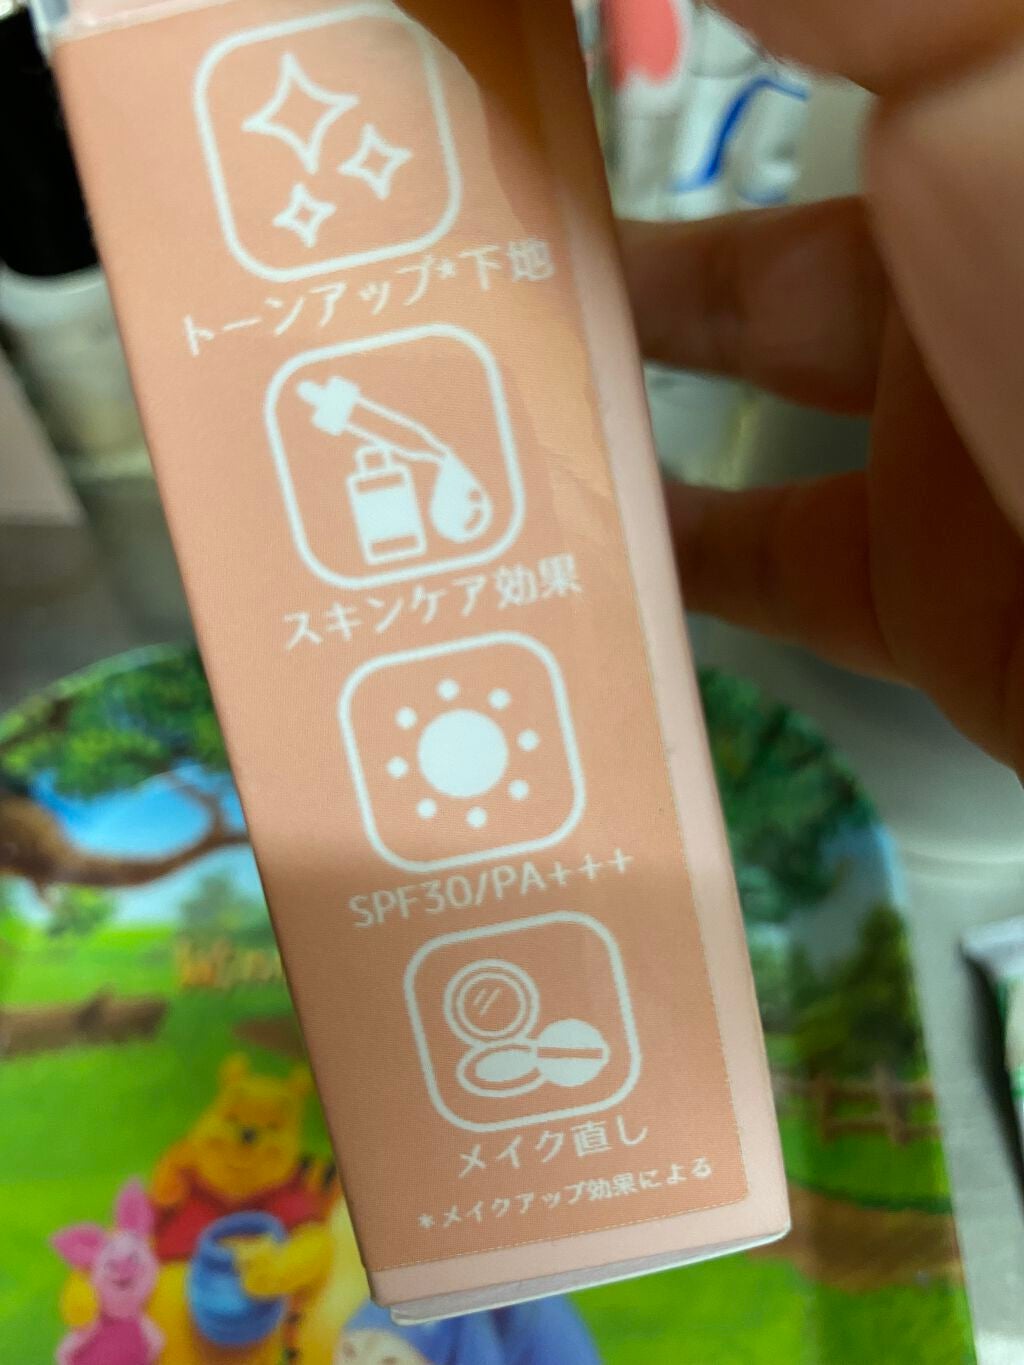 トーンアップ*下地
スキンケア効果
SPF30/PA+++
メイク直し
*メイクアップ効果による